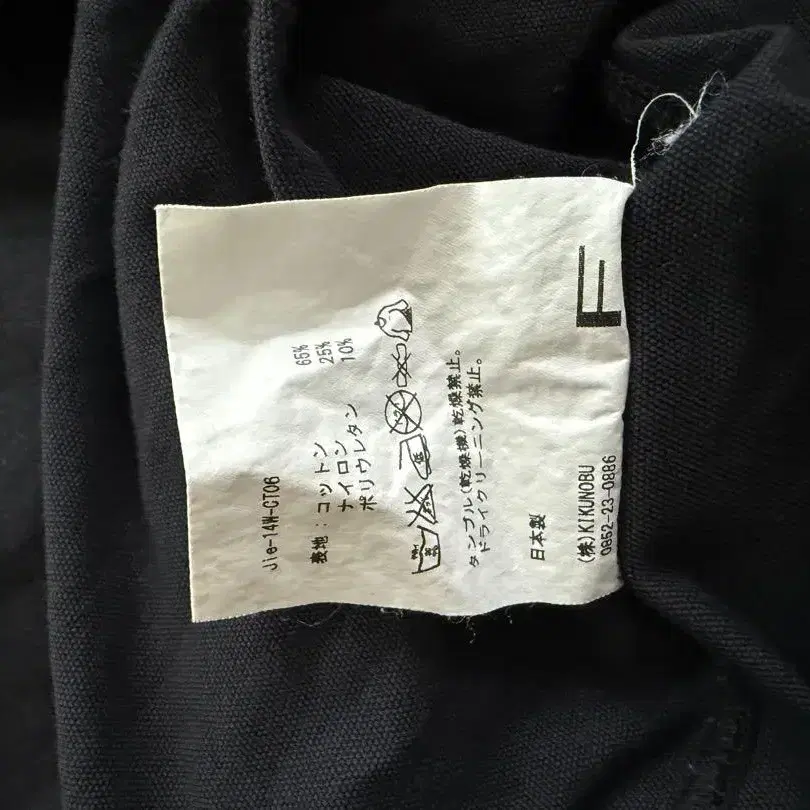 Jie-14W-CT06
表地:コットン 65%
ナイロン 25%
ポリウレタン 10%
タンブル(乾燥機)乾燥禁止。
ドライクリーニング禁止。
日本製
(株)KIKUNOBU
0852-23-0886
F